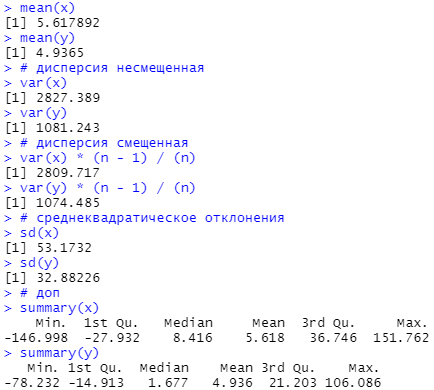 > mean(x)
[1] 5.617892
> mean(y)
[1] 4.9365
> # дисперсия несмещенная
> var(x)
[1] 2827.389
> var(y)
[1] 1081.243
> # дисперсия смещенная
> var(x) * (n - 1) / (n)
[1] 2809.717
> var(y) * (n - 1) / (n)
[1] 1074.485
> # среднеквадратическое отклонения
> sd(x)
[1] 53.1732
> sd(y)
[1] 32.88226
> # доп
> summary(x)
Min. 1st Qu. Median Mean 3rd Qu. Max.
-146.998 -27.932 8.416 5.618 36.746 151.762
> summary(y)
Min. 1st Qu. Median Mean 3rd Qu. Max.
-78.232 -14.913 1.677 4.936 21.203 106.086